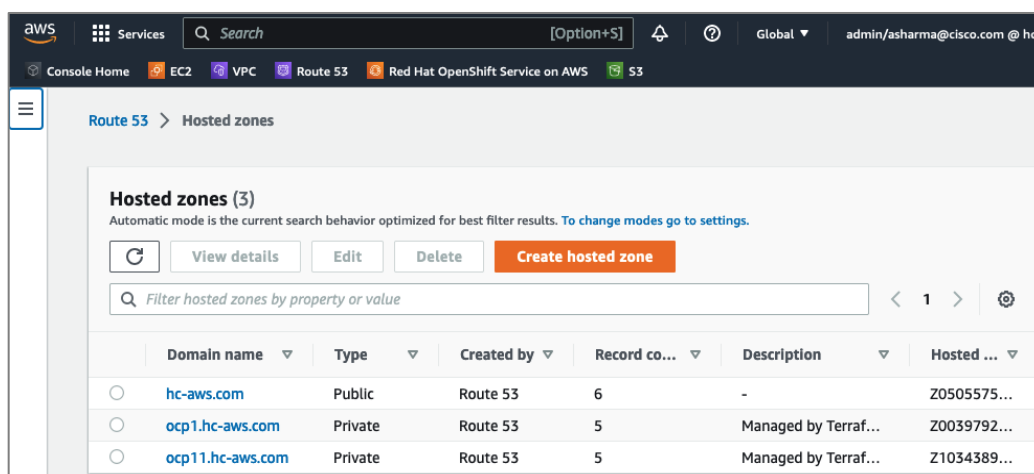 aws Services Search [Option+S] Global ▼ admin/asharma@cisco.com @ hc
Console Home EC2 VPC Route 53 Red Hat OpenShift Service on AWS S3
Route 53 > Hosted zones
Hosted zones (3)
Automatic mode is the current search behavior optimized for best filter results. To change modes go to settings.
View details Edit Delete Create hosted zone
Filter hosted zones by property or value < 1 >
Domain name Type Created by Record co... Description Hosted ...
hc-aws.com Public Route 53 6 - Z0505575...
ocp1.hc-aws.com Private Route 53 5 Managed by Terraf... Z0039792...
ocp11.hc-aws.com Private Route 53 5 Managed by Terraf... Z1034389...